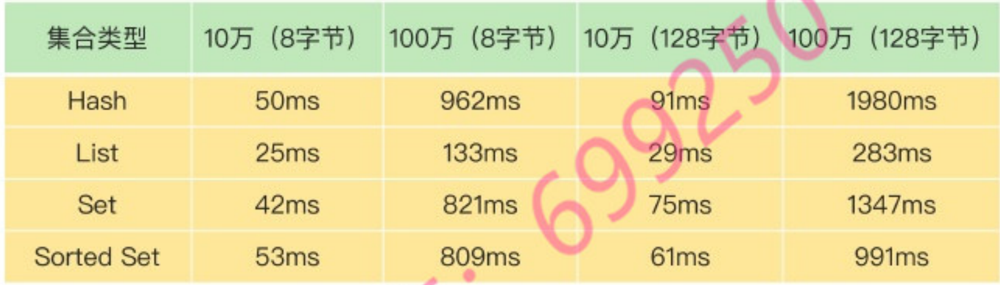 集合类型 10万（8字节） 100万（8字节） 10万（128字节） 100万（128字节）
Hash 50ms 962ms 91ms 1980ms
List 25ms 133ms 29ms 283ms
Set 42ms 821ms 75ms 1347ms
Sorted Set 53ms 809ms 61ms 991ms
699250